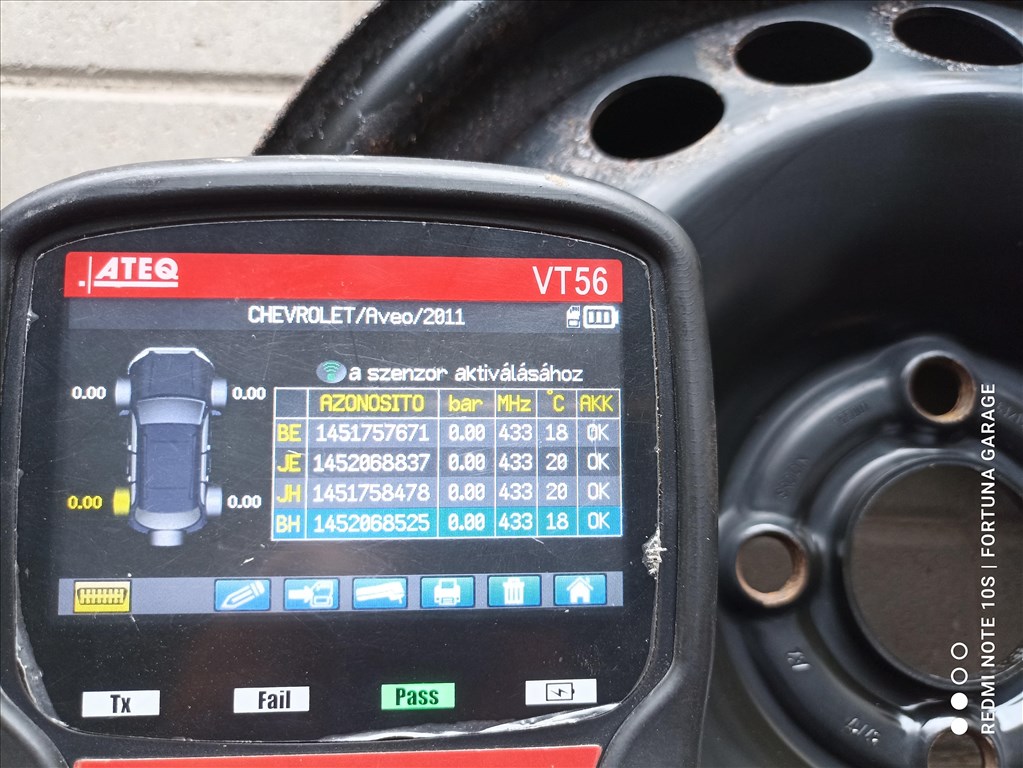 ATEQ VT56
CHEVROLET/Aveo/2011
a szenzor aktiválásához
0.00 0.00
0.00 0.00
AZONOSITO bar MHz °C AKK
BE 1451757671 0.00 433 18 OK
JE 1452068837 0.00 433 20 OK
JH 1451758478 0.00 433 20 OK
BH 1452068525 0.00 433 18 OK
Tx Fail Pass
REDMI NOTE 10S | FORTUNA GARAGE